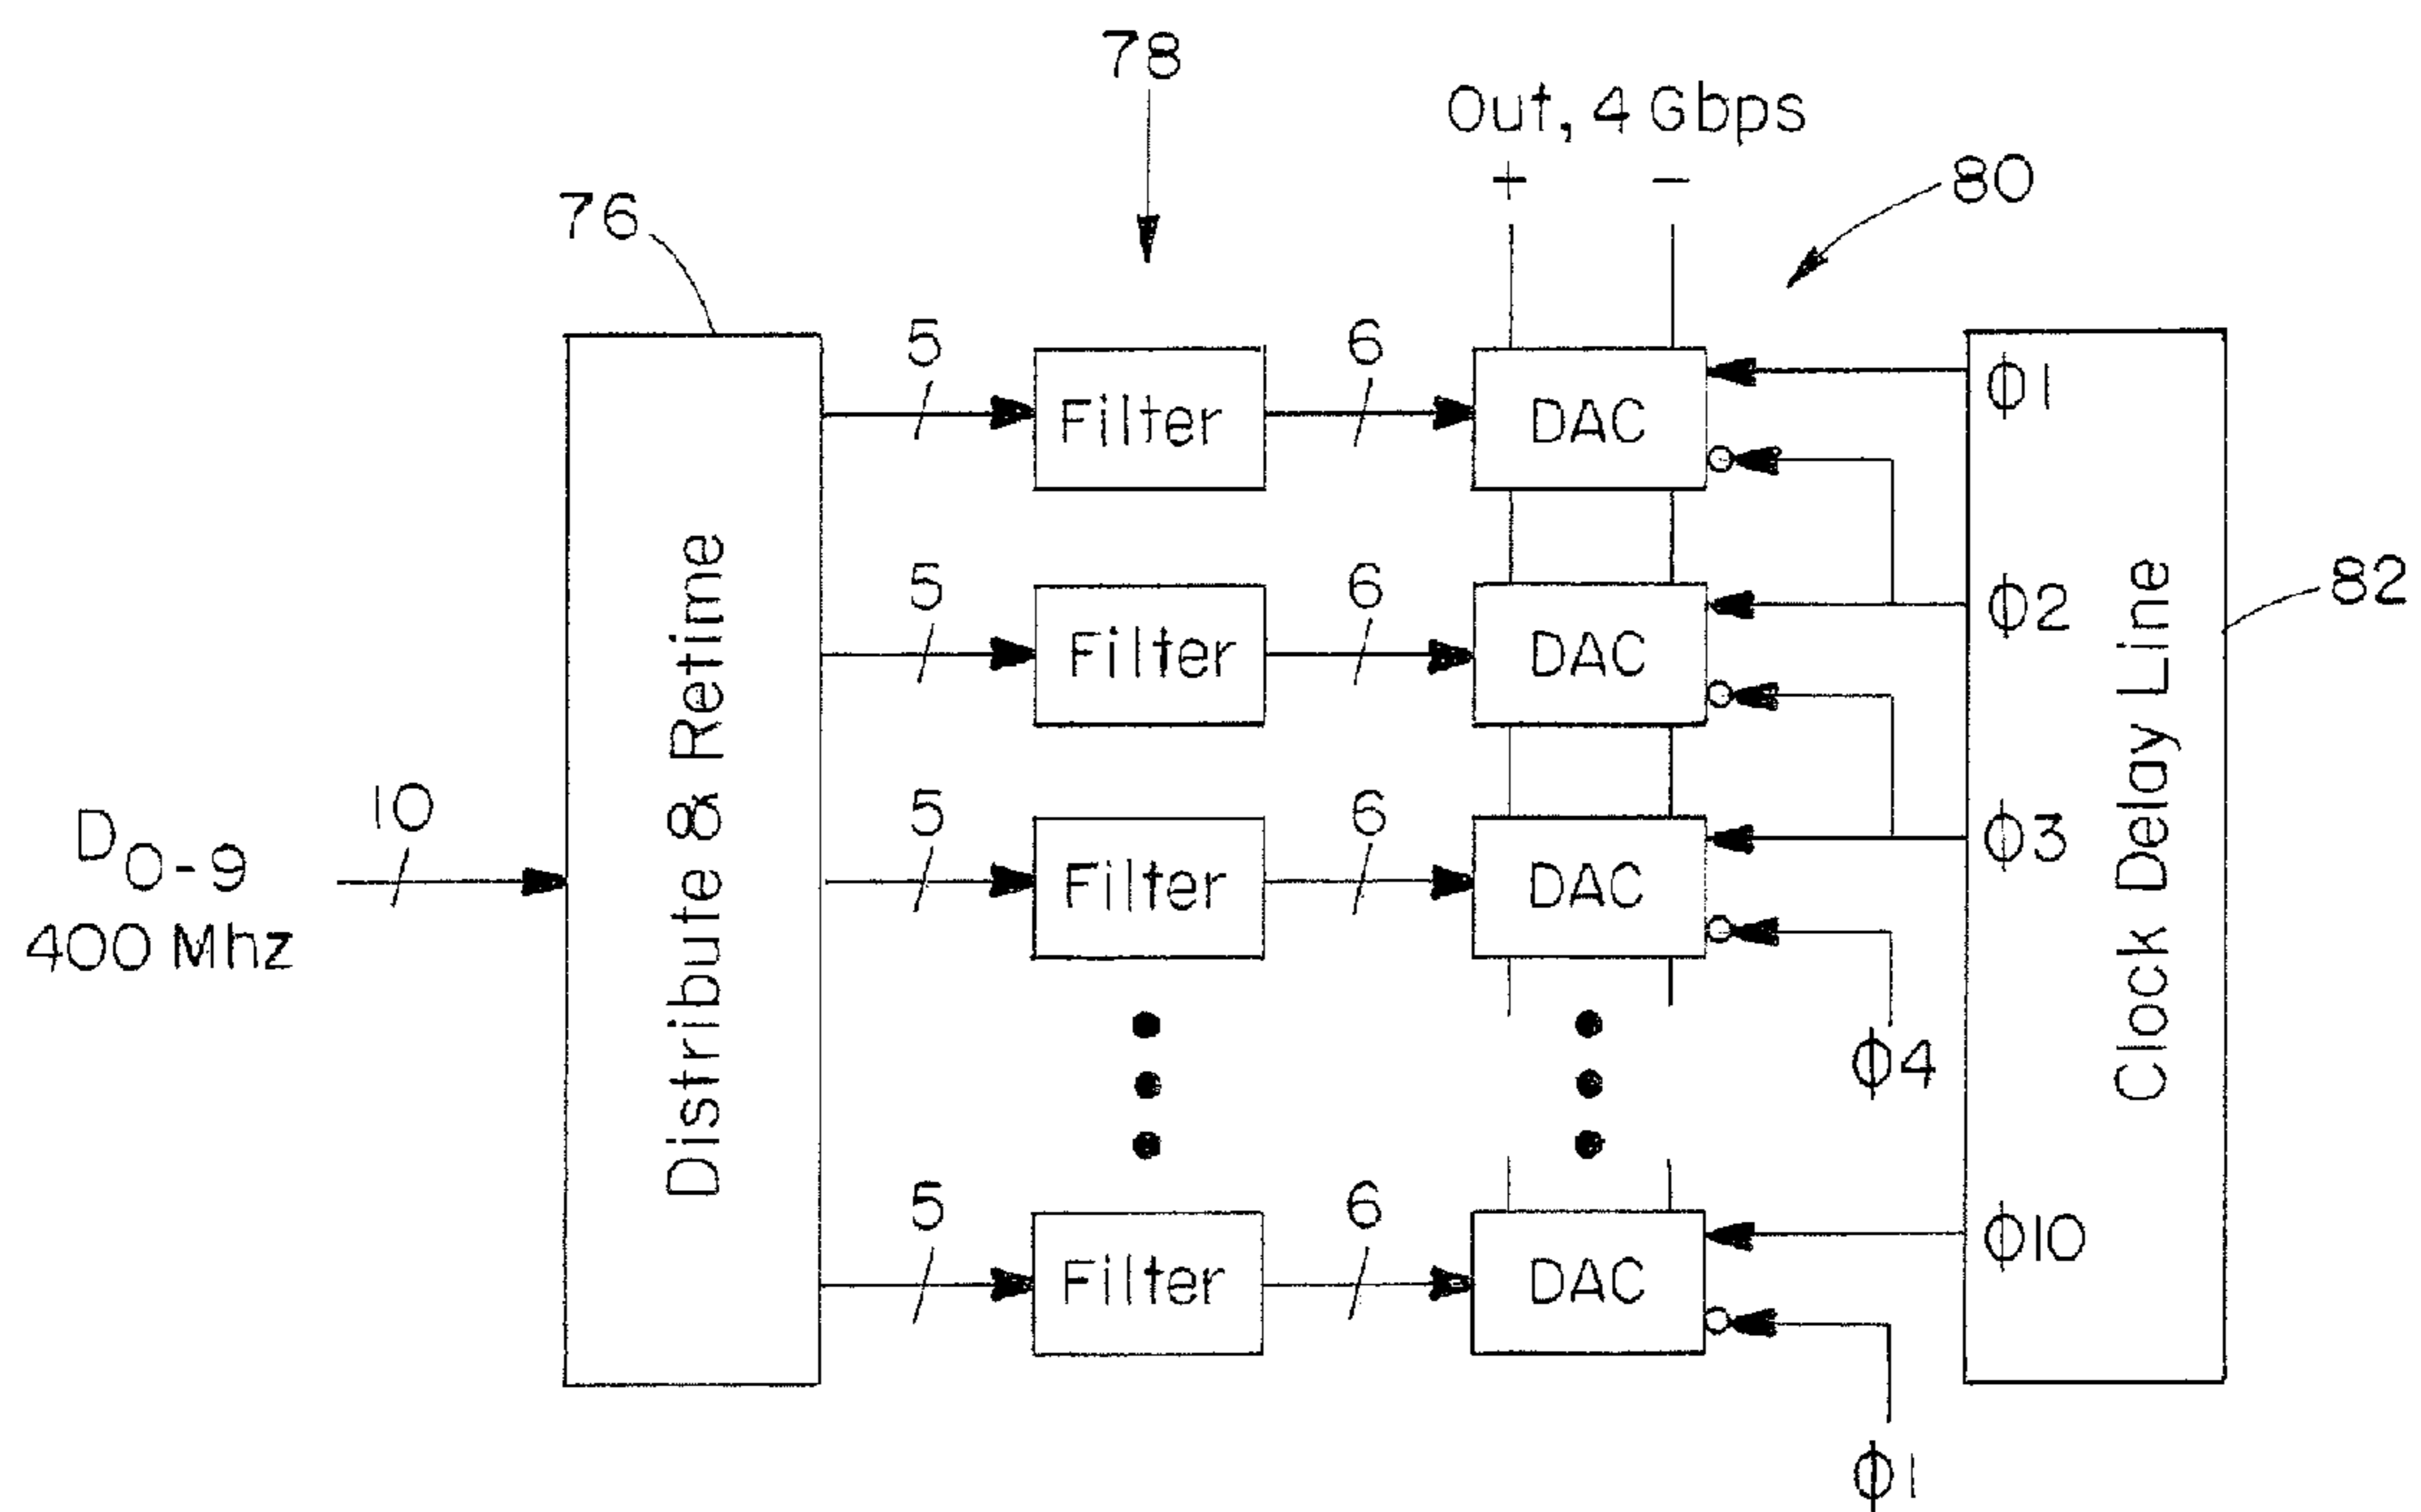 78
Out, 4 Gbps
+ −
80
76
5
6
Filter
DAC
ϕ1
5
6
Filter
DAC
ϕ2
82
5
6
Filter
DAC
ϕ3
Distribute & Retime
Clock Delay Line
10
D0-9
400 Mhz
ϕ4
5
6
Filter
DAC
ϕ10
ϕ1